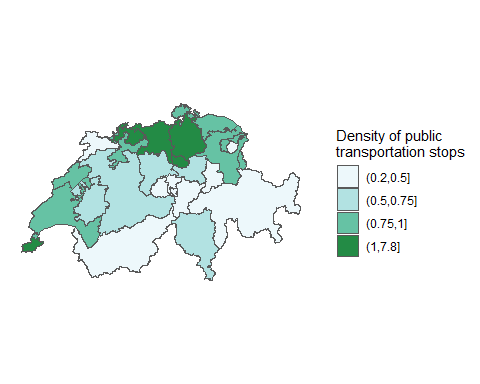 Density of public
transportation stops
(0.2,0.5]
(0.5,0.75]
(0.75,1]
(1,7.8]